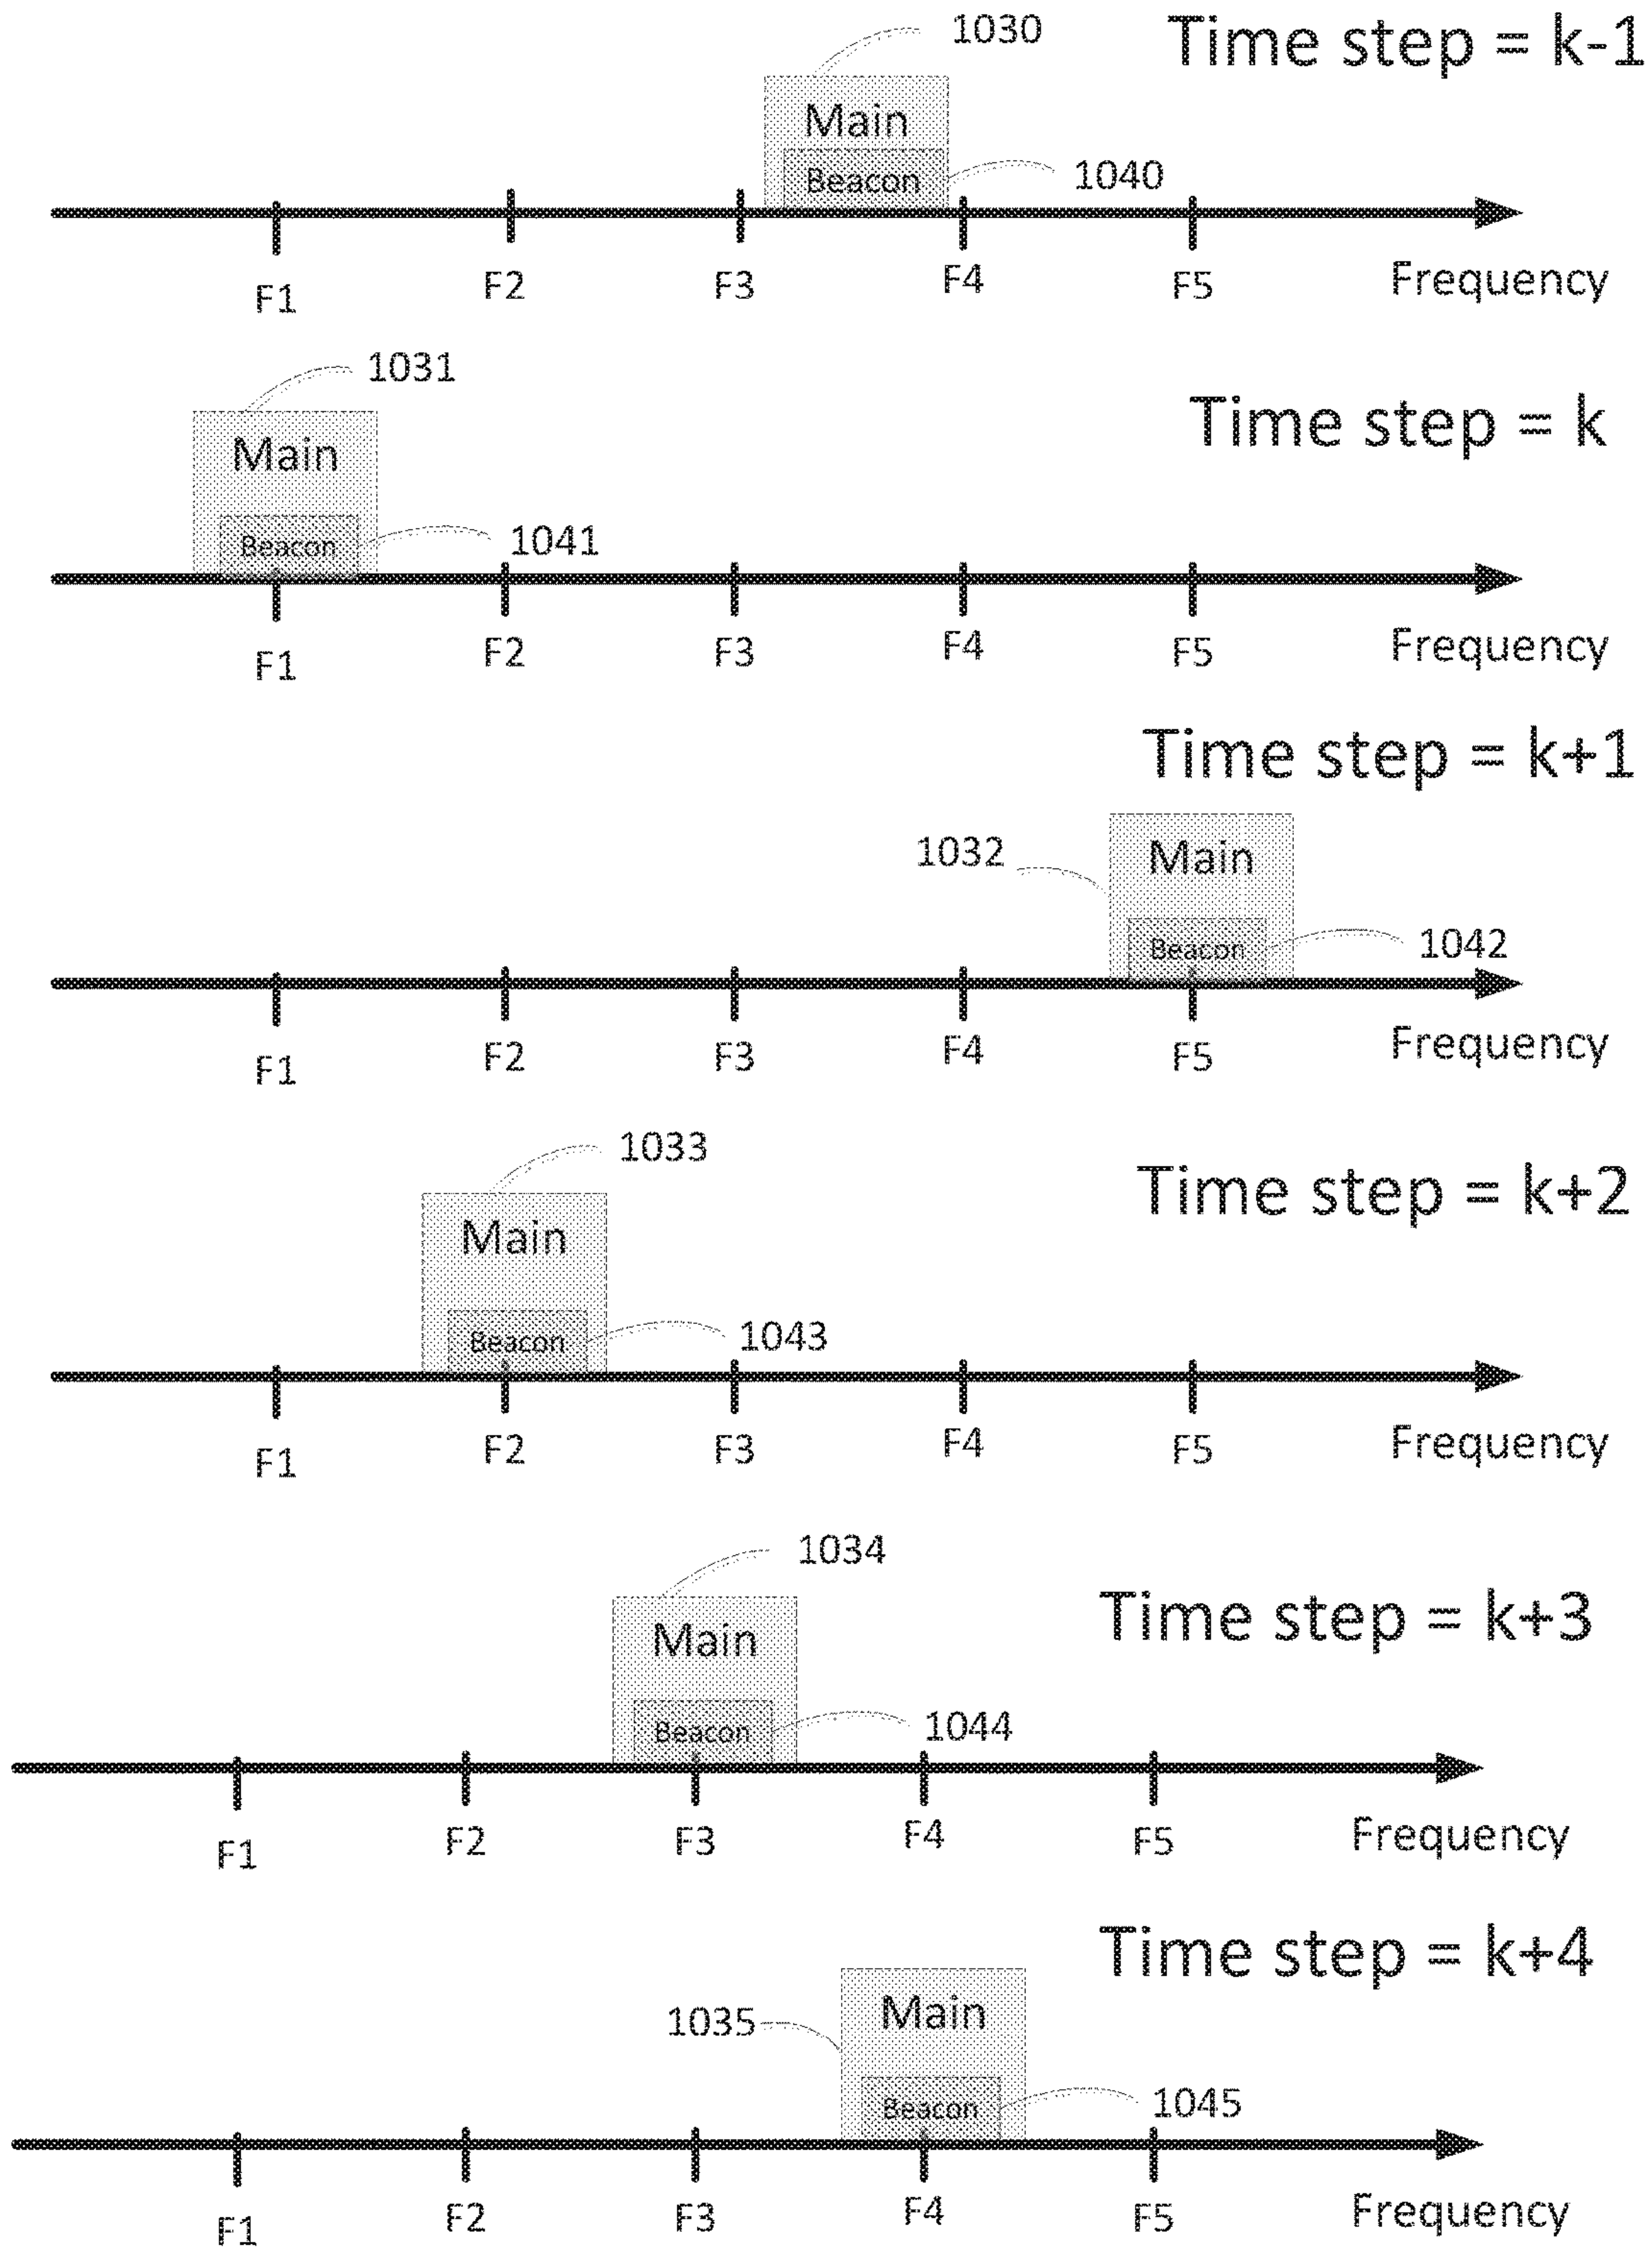 1030
Time step = k-1
Main
Beacon
1040
F1 F2 F3 F4 F5 Frequency
1031
Time step = k
Main
Beacon
1041
F1 F2 F3 F4 F5 Frequency
Time step = k+1
1032
Main
Beacon
1042
F1 F2 F3 F4 F5 Frequency
1033
Time step = k+2
Main
Beacon
1043
F1 F2 F3 F4 F5 Frequency
1034
Time step = k+3
Main
Beacon
1044
F1 F2 F3 F4 F5 Frequency
Time step = k+4
1035
Main
Beacon
1045
F1 F2 F3 F4 F5 Frequency